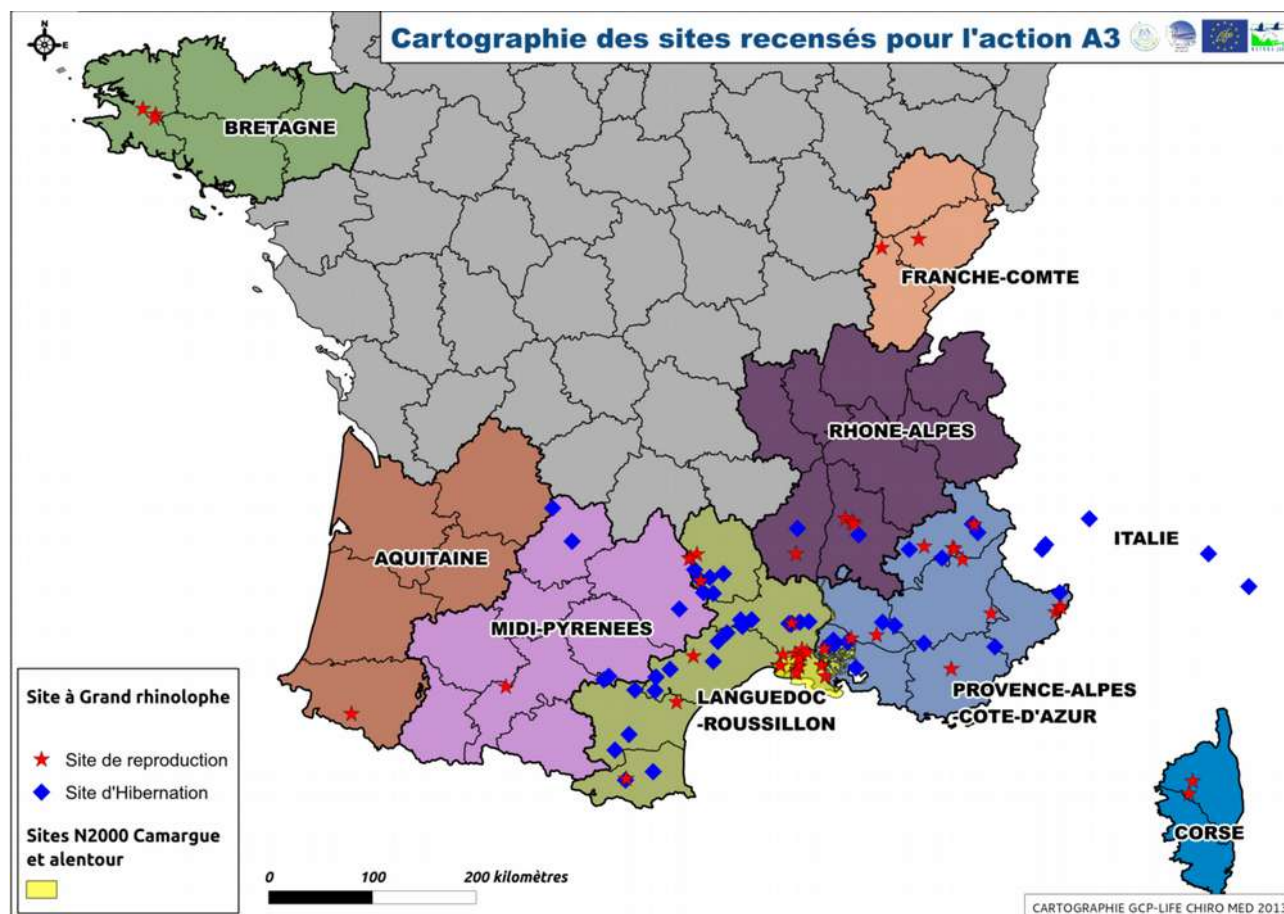 Cartographie des sites recensés pour l'action A3
N
E
BRETAGNE
FRANCHE-COMTE
RHONE-ALPES
AQUITAINE
ITALIE
MIDI-PYRENEES
LANGUEDOC
-ROUSSILLON
PROVENCE-ALPES
-COTE-D'AZUR
CORSE
Site à Grand rhinolophe
Site de reproduction
Site d'Hibernation
Sites N2000 Camargue
et alentour
0 100 200 kilomètres
CARTOGRAPHIE GCP-LIFE CHIRO MED 2013